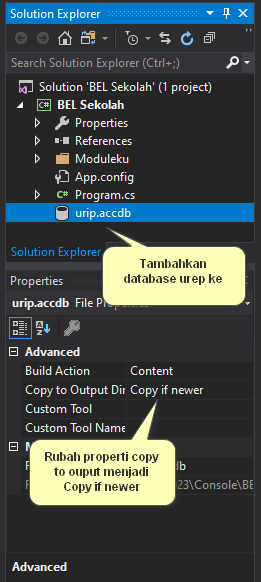 Solution Explorer
Search Solution Explorer (Ctrl+;)
Solution 'BEL Sekolah' (1 project)
C# BEL Sekolah
Properties
References
Moduleku
App.config
C# Program.cs
urip.accdb
Solution Explorer
Tambahkan
database urep ke
Properties
urip.accdb File Properties
Advanced
Build Action Content
Copy to Output Dir Copy if newer
Custom Tool
Custom Tool Name
Rubah properti copy
to ouput menjadi
Copy if newer
db
23\Console\BE
Advanced